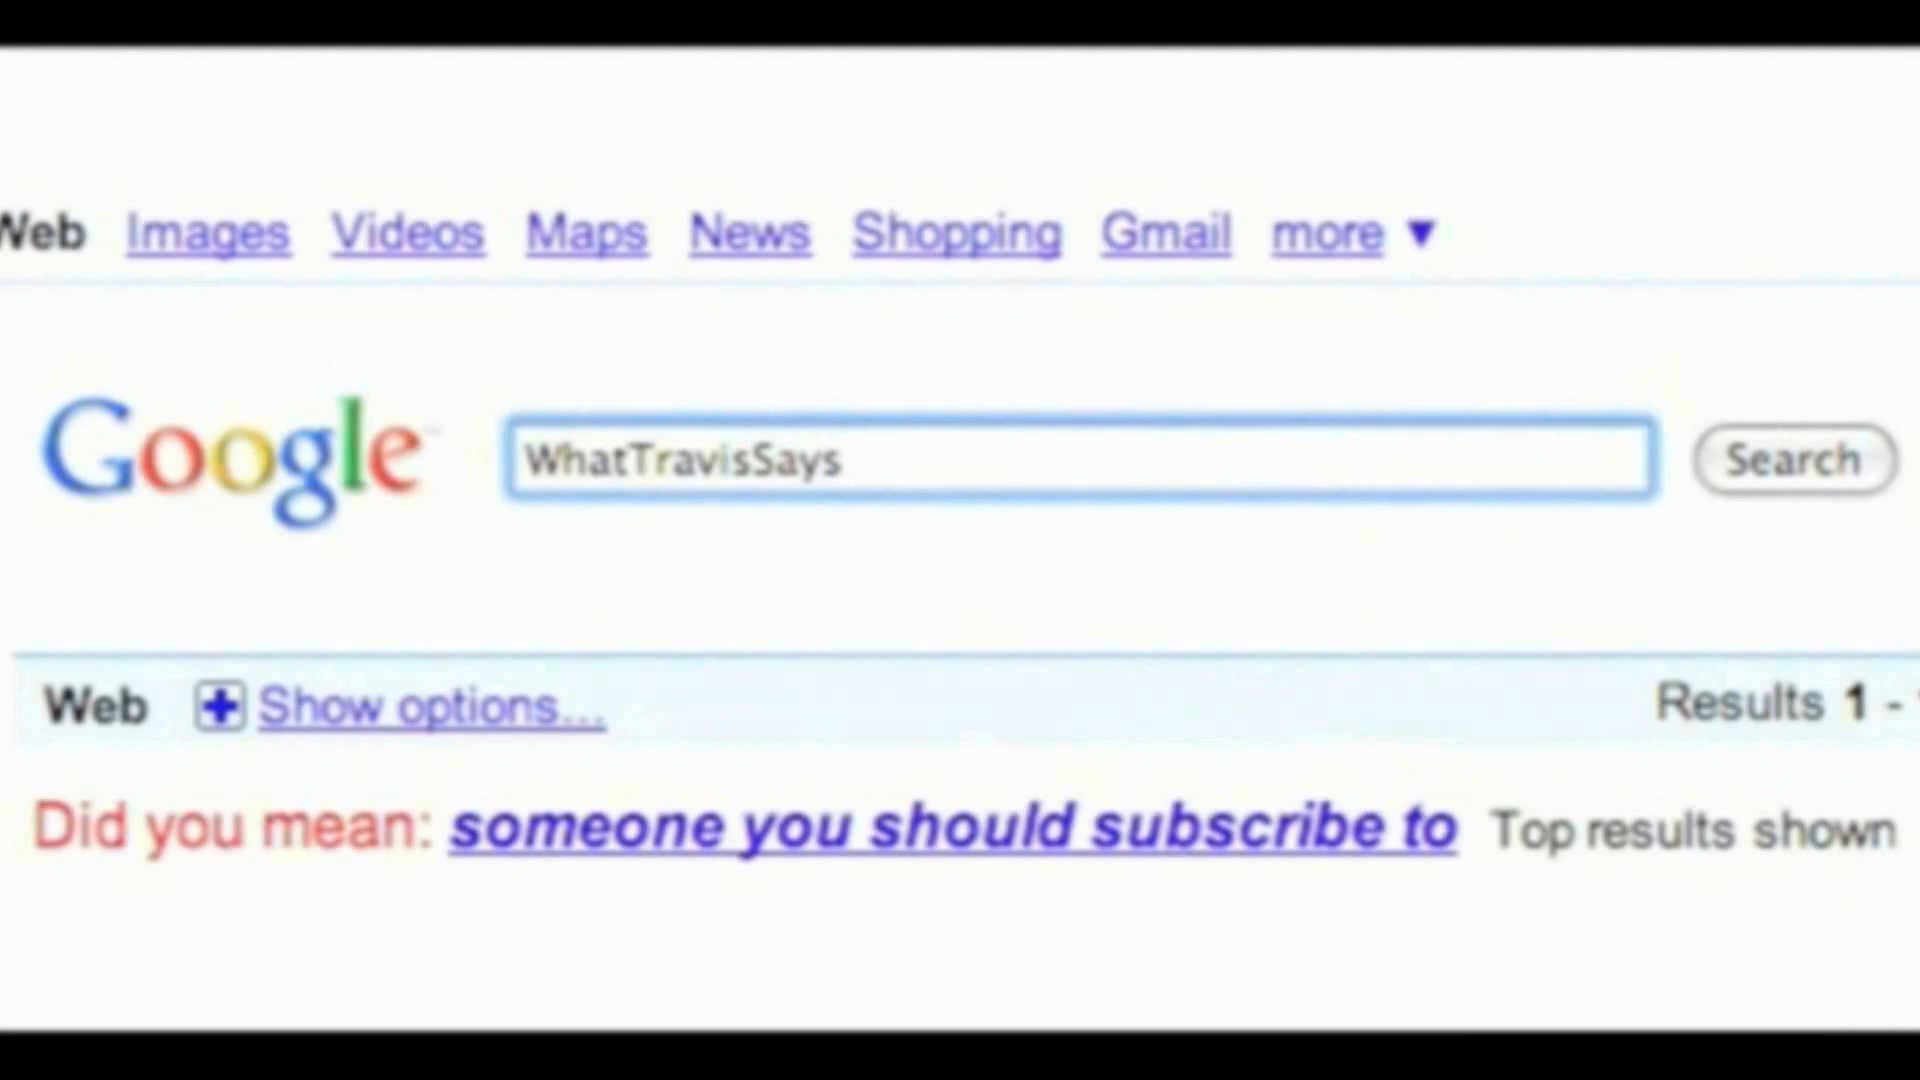 Web Images Videos Maps News Shopping Gmail more ▼
Google WhatTravisSays Search
Web Show options... Results 1 -
Did you mean: someone you should subscribe to Top results shown